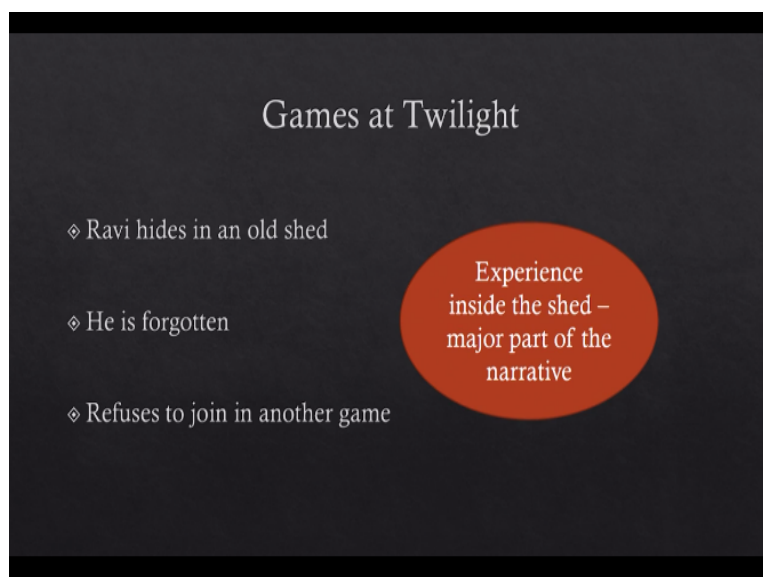 Games at Twilight
Ravi hides in an old shed
He is forgotten
Refuses to join in another game
Experience
inside the shed –
major part of the
narrative